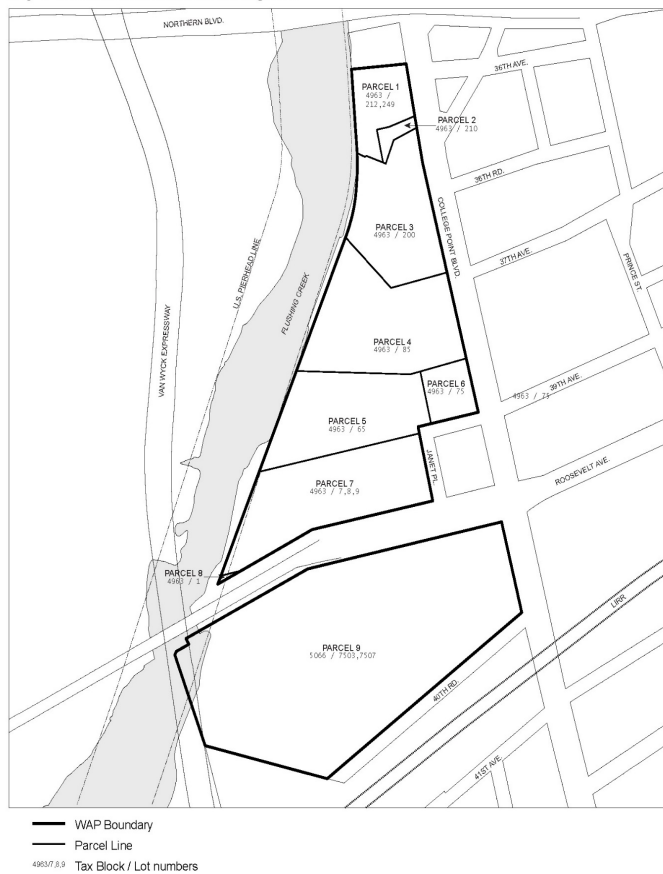 NORTHERN BLVD.
36TH AVE.
PARCEL 1
4963 /
212,249
PARCEL 2
4963 / 210
36TH RD.
COLLEGE POINT BLVD.
PARCEL 3
4963 / 200
37TH AVE.
PRINCE ST.
U.S. PIERHEAD LINE
FLUSHING CREEK
VAN WYCK EXPRESSWAY
PARCEL 4
4963 / 85
PARCEL 6
4963 / 75
39TH AVE.
4963 / 75
PARCEL 5
4963 / 65
JANET PL.
ROOSEVELT AVE.
PARCEL 7
4963 / 7,8,9
PARCEL 8
4963 / 1
LIRR
PARCEL 9
5066 / 7503,7507
40TH RD.
41ST AVE.
WAP Boundary
Parcel Line
4963/7,8,9 Tax Block / Lot numbers